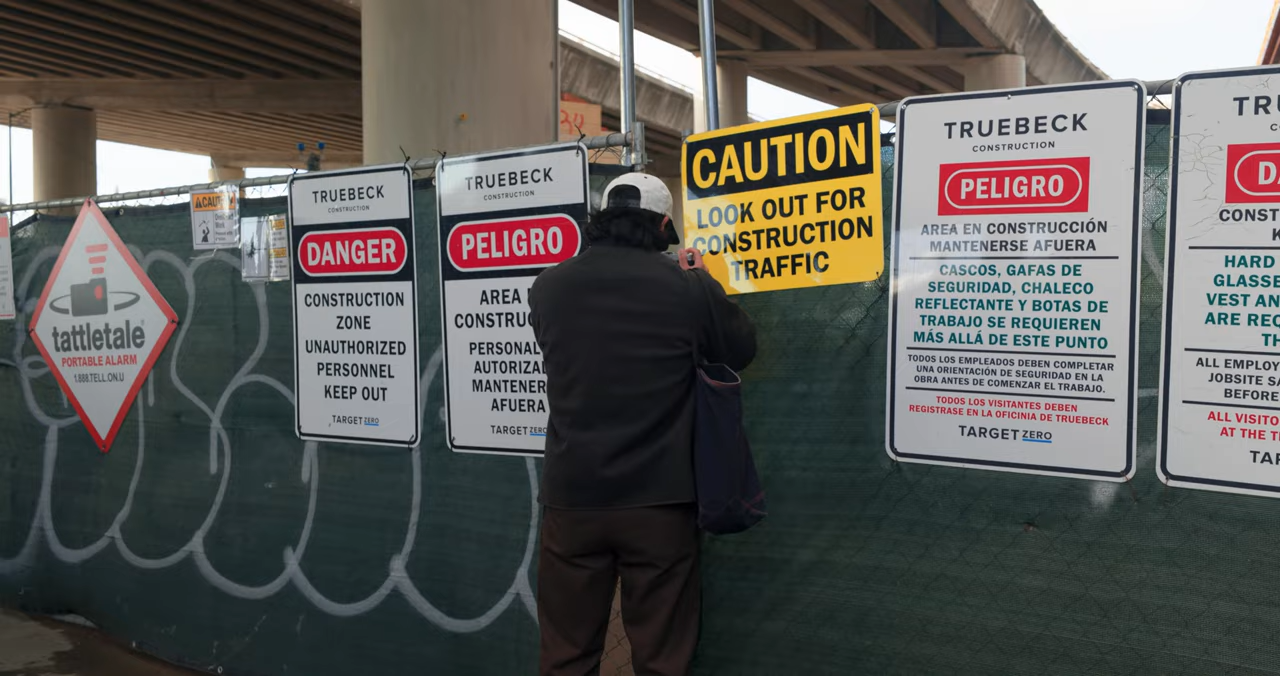 tattletale
PORTABLE ALARM
1.888.TELL.ON.U
CAUTION
TRUEBECK
CONSTRUCTION
DANGER
CONSTRUCTION
ZONE
UNAUTHORIZED
PERSONNEL
KEEP OUT
TARGET ZERO
TRUEBECK
CONSTRUCTION
PELIGRO
AREA
CONSTRUC
PERSONAL
AUTORIZA
MANTENER
AFUERA
TARGET ZERO
CAUTION
LOOK OUT FOR
CONSTRUCTION
TRAFFIC
TRUEBECK
CONSTRUCTION
PELIGRO
AREA EN CONSTRUCCIÓN
MANTENERSE AFUERA
CASCOS, GAFAS DE
SEGURIDAD, CHALECO
REFLECTANTE Y BOTAS DE
TRABAJO SE REQUIEREN
MÁS ALLÁ DE ESTE PUNTO
TODOS LOS EMPLEADOS DEBEN COMPLETAR
UNA ORIENTACIÓN DE SEGURIDAD EN LA
OBRA ANTES DE COMENZAR EL TRABAJO.
TODOS LOS VISITANTES DEBEN
REGISTRASE EN LA OFICINIA DE TRUEBECK
TARGET ZERO
TR
C
D
CONST
K
HARD
GLASSE
VEST AN
ARE REC
TH
ALL EMPLOY
JOBSITE SA
BEFORE
ALL VISITO
AT THE T
TAR